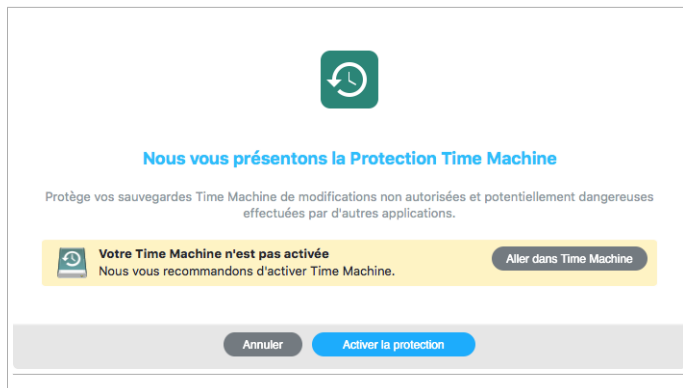 Nous vous présentons la Protection Time Machine
Protège vos sauvegardes Time Machine de modifications non autorisées et potentiellement dangereuses
effectuées par d'autres applications.
Votre Time Machine n'est pas activée
Nous vous recommandons d'activer Time Machine.
Aller dans Time Machine
Annuler
Activer la protection